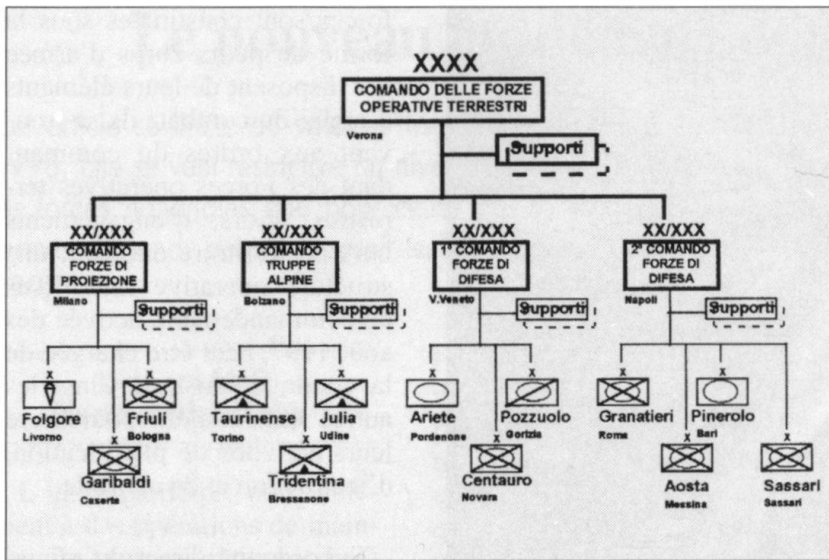 XXXX
COMANDO DELLE FORZE
OPERATIVE TERRESTRI
Verona
Supporti
XX/XXX
COMANDO
FORZE DI
PROIEZIONE
Milano
Supporti
XX/XXX
COMANDO
TRUPPE
ALPINE
Bolzano
Supporti
XX/XXX
1° COMANDO
FORZE DI
DIFESA
V.Veneto
Supporti
XX/XXX
2° COMANDO
FORZE DI
DIFESA
Napoli
Supporti
X
Folgore
Livorno
X
Friuli
Bologna
X
Taurinense
Torino
X
Julia
Udine
X
Ariete
Pordenone
X
Pozzuolo
Gorizia
X
Granatieri
Roma
X
Pinerolo
Bari
X
Garibaldi
Caserta
X
Tridentina
Bressanone
X
Centauro
Novara
X
Aosta
Messina
X
Sassari
Sassari